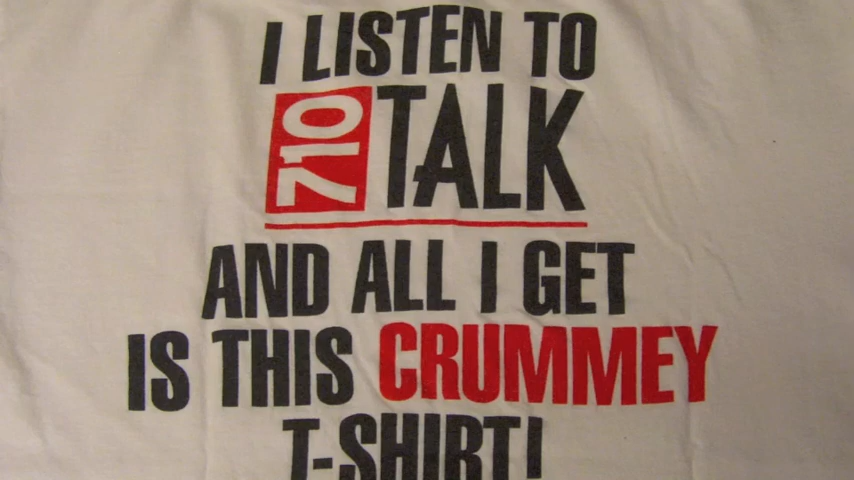 I LISTEN TO
710 TALK
AND ALL I GET
IS THIS CRUMMEY
T-SHIRT!